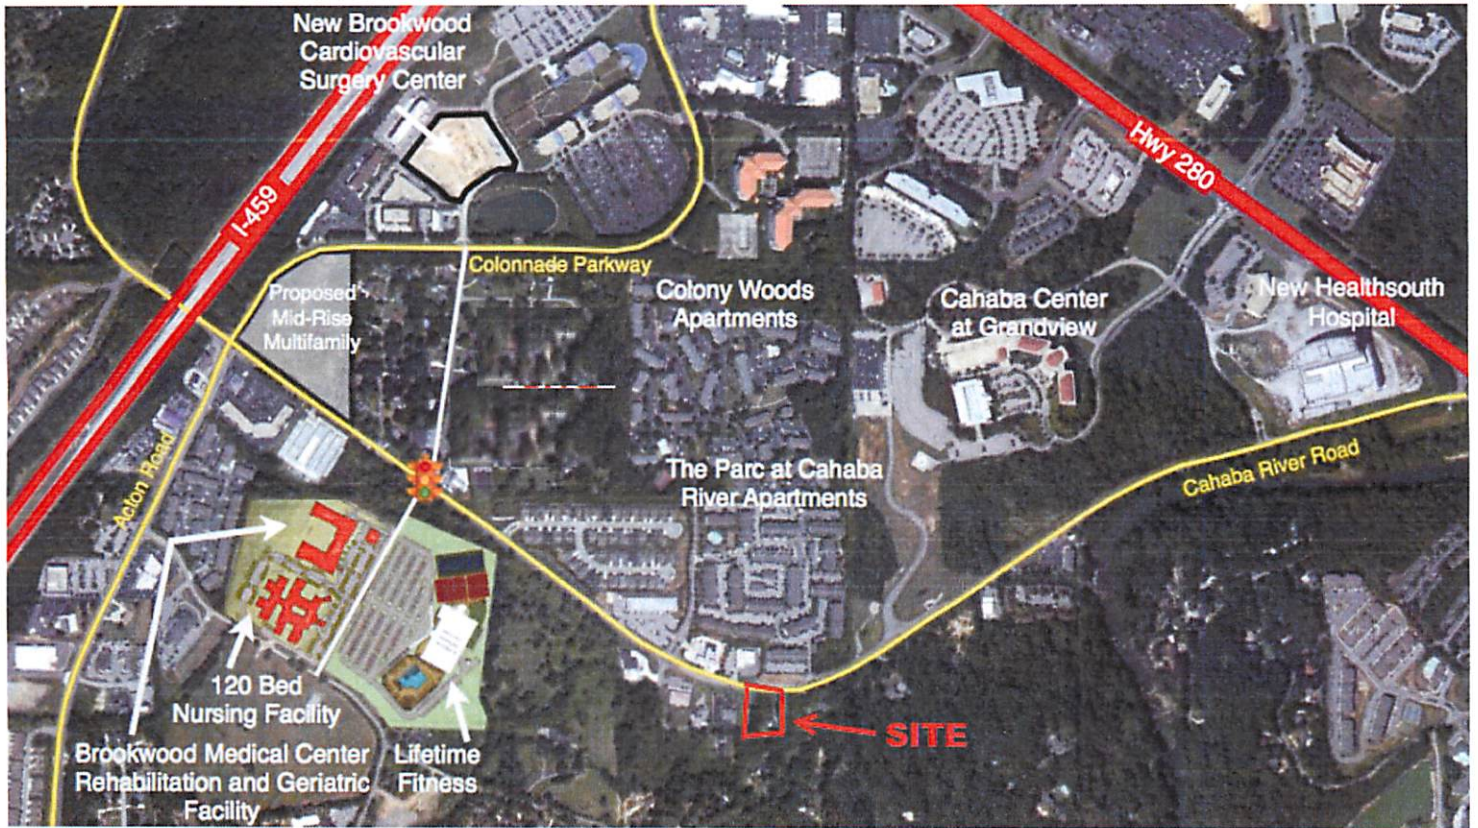 New Brookwood
Cardiovascular
Surgery Center
Hwy 280
I-459
Colonnade Parkway
Proposed
Mid-Rise
Multifamily
Colony Woods
Apartments
Cahaba Center
at Grandview
New Healthsouth
Hospital
Acton Road
The Parc at Cahaba
River Apartments
Cahaba River Road
120 Bed
Nursing Facility
SITE
Brookwood Medical Center
Rehabilitation and Geriatric
Facility
Lifetime
Fitness